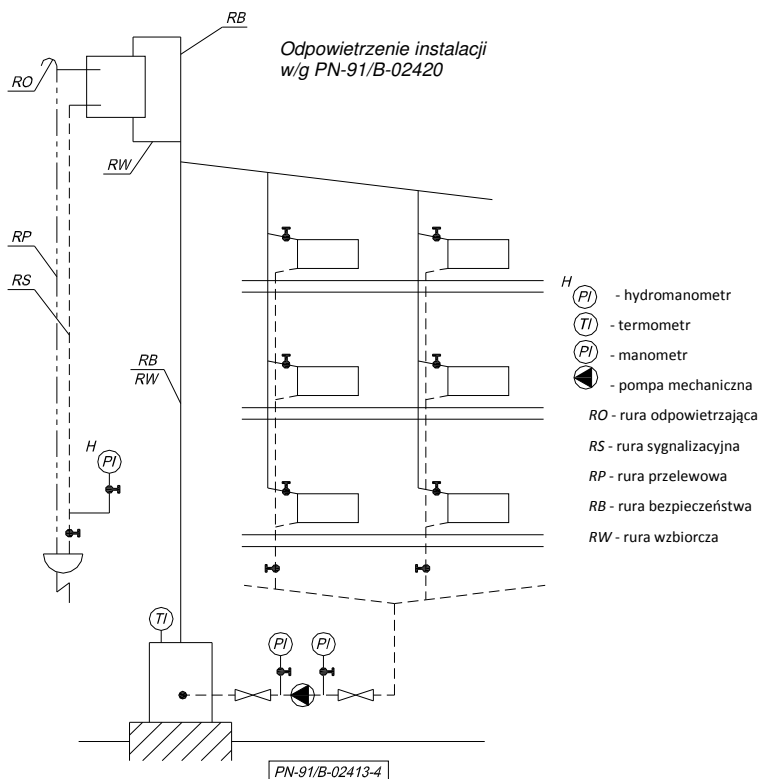 RB
Odpowietrzenie instalacji
w/g PN-91/B-02420
RO
RW
RP
RS
RB
RW
H
PI
TI
PI
PI
H
PI - hydromanometr
TI - termometr
PI - manometr
- pompa mechaniczna
RO - rura odpowietrzająca
RS - rura sygnalizacyjna
RP - rura przelewowa
RB - rura bezpieczeństwa
RW - rura wzbiorcza
PN-91/B-02413-4